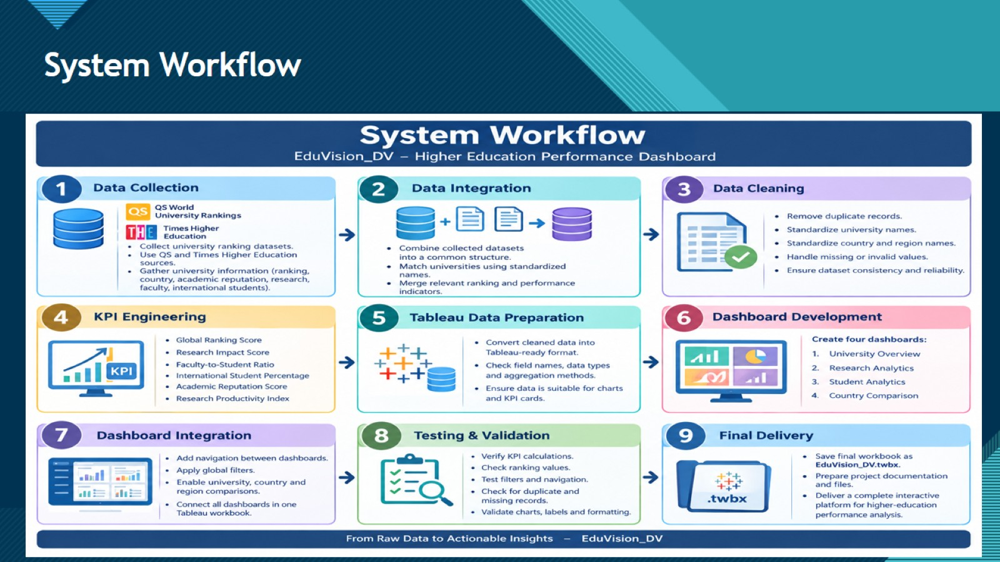 System Workflow
System Workflow
EduVision_DV – Higher Education Performance Dashboard
1 Data Collection
QS QS World
University Rankings
THE Times Higher
Education
• Collect university ranking datasets.
• Use QS and Times Higher Education
sources.
• Gather university information (ranking,
country, academic reputation, research,
faculty, international students).
2 Data Integration
• Combine collected datasets
into a common structure.
• Match universities using standardized
names.
• Merge relevant ranking and performance
indicators.
3 Data Cleaning
• Remove duplicate records.
• Standardize university names.
• Standardize country and region names.
• Handle missing or invalid values.
• Ensure dataset consistency and reliability.
4 KPI Engineering
KPI
• Global Ranking Score
• Research Impact Score
• Faculty-to-Student Ratio
• International Student Percentage
• Academic Reputation Score
• Research Productivity Index
5 Tableau Data Preparation
• Convert cleaned data into
Tableau-ready format.
• Check field names, data types
and aggregation methods.
• Ensure data is suitable for charts
and KPI cards.
6 Dashboard Development
Create four dashboards:
1. University Overview
2. Research Analytics
3. Student Analytics
4. Country Comparison
7 Dashboard Integration
• Add navigation between dashboards.
• Apply global filters.
• Enable university, country and
region comparisons.
• Connect all dashboards in one
Tableau workbook.
8 Testing & Validation
• Verify KPI calculations.
• Check ranking values.
• Test filters and navigation.
• Check for duplicate and
missing records.
• Validate charts, labels and formatting.
9 Final Delivery
.twbx
• Save final workbook as
EduVision_DV.twbx.
• Prepare project documentation
and files.
• Deliver a complete interactive
platform for higher-education
performance analysis.
From Raw Data to Actionable Insights – EduVision_DV